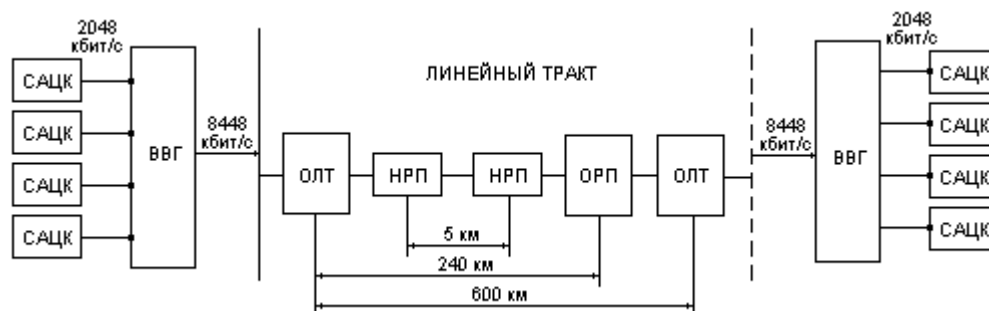 2048
кбит/с
САЦК
САЦК
САЦК
САЦК
ВВГ
8448
кбит/с
ЛИНЕЙНЫЙ ТРАКТ
ОЛТ
НРП
НРП
ОРП
ОЛТ
5 км
240 км
600 км
8448
кбит/с
ВВГ
2048
кбит/с
САЦК
САЦК
САЦК
САЦК